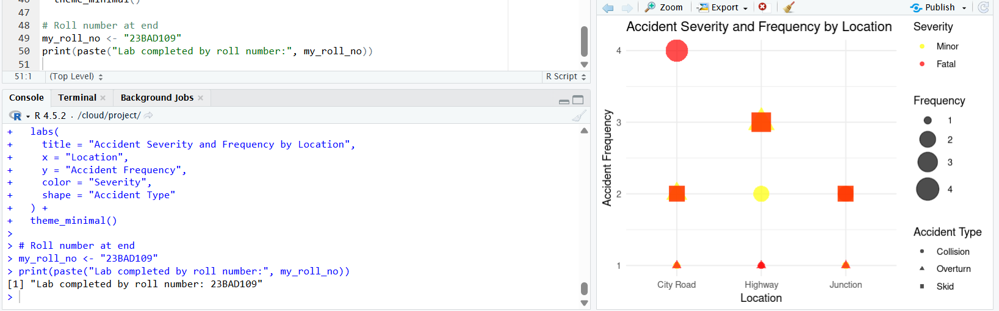 46   theme_minimal()
47
48 # Roll number at end
49 my_roll_no <- "23BAD109"
50 print(paste("Lab completed by roll number:", my_roll_no))
51
51:1 (Top Level) R Script
Console Terminal Background Jobs
R 4.5.2 . /cloud/project/
+   labs(
+     title = "Accident Severity and Frequency by Location",
+     x = "Location",
+     y = "Accident Frequency",
+     color = "Severity",
+     shape = "Accident Type"
+   ) +
+   theme_minimal()
>
> # Roll number at end
> my_roll_no <- "23BAD109"
> print(paste("Lab completed by roll number:", my_roll_no))
[1] "Lab completed by roll number: 23BAD109"
>
Zoom Export Publish
Accident Severity and Frequency by Location
Accident Frequency
4
3
2
1
City Road Highway Junction
Location
Severity
Minor
Fatal
Frequency
1
2
3
4
Accident Type
Collision
Overturn
Skid